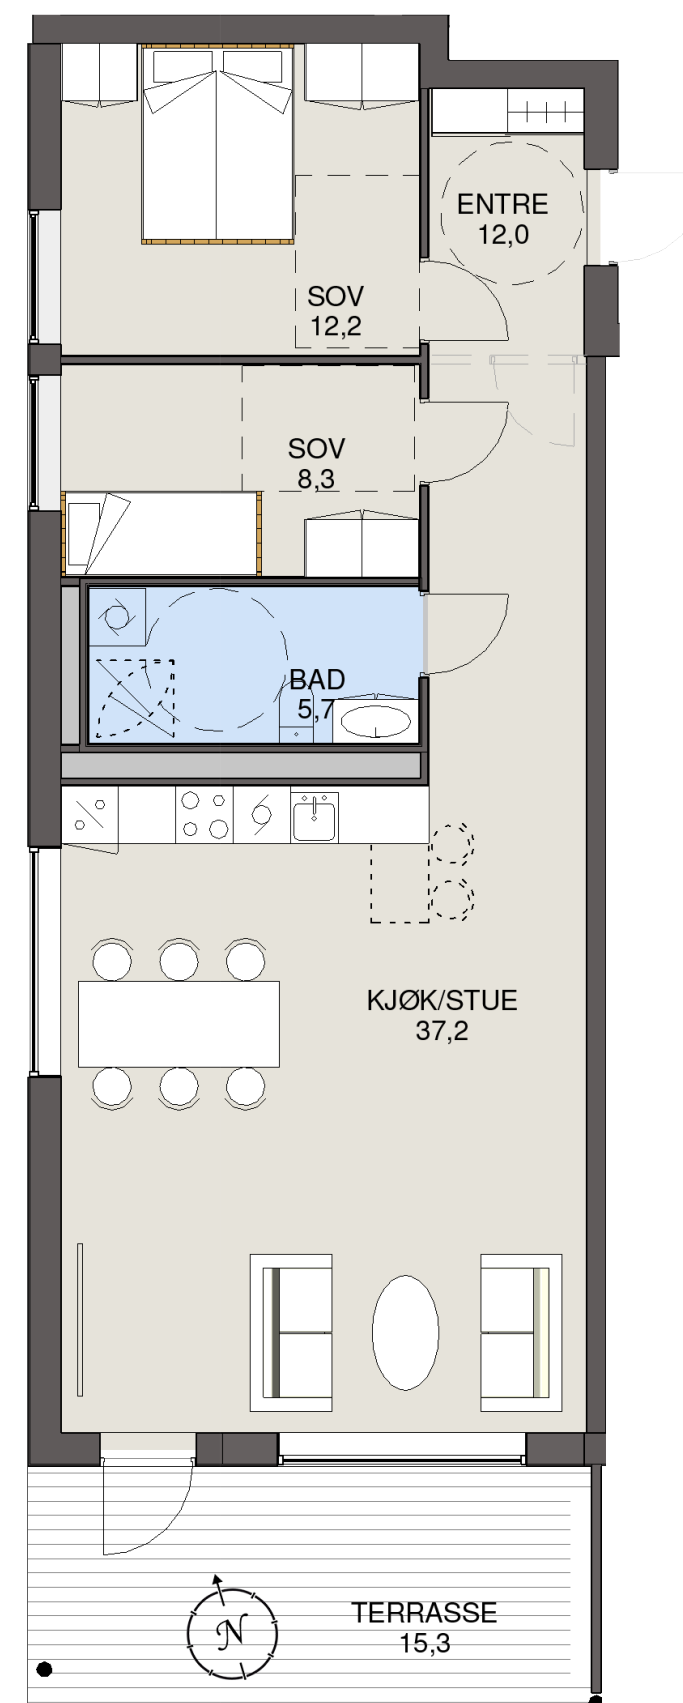 ENTRE
12,0
SOV
12,2
SOV
8,3
BAD
5,7
KJØK/STUE
37,2
N
TERRASSE
15,3